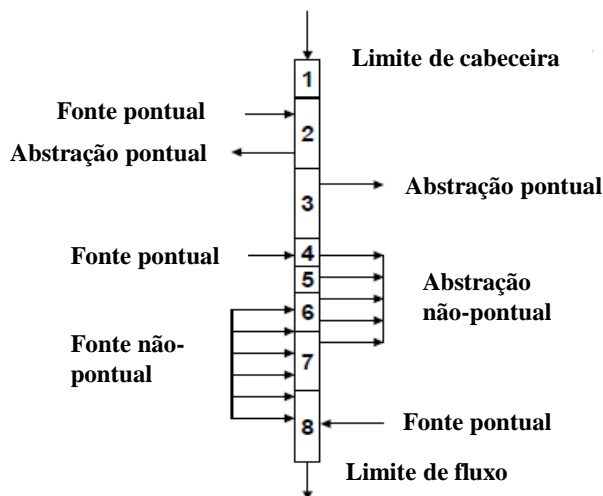 Limite de cabeceira
1
Fonte pontual
2
Abstração pontual
Abstração pontual
3
Fonte pontual
4
5
Abstração
não-pontual
6
Fonte não-
pontual
7
Fonte pontual
8
Limite de fluxo